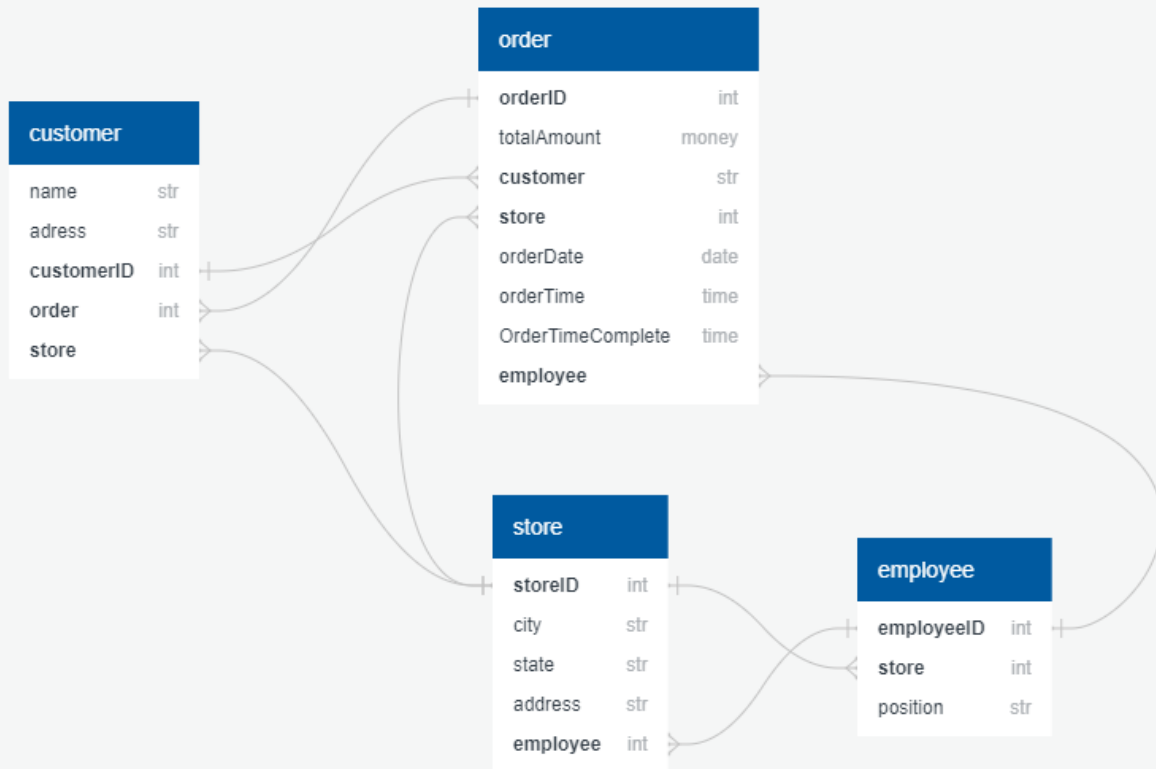 customer
name str
adress str
customerID int
order int
store
order
orderID int
totalAmount money
customer str
store int
orderDate date
orderTime time
OrderTimeComplete time
employee
store
storeID int
city str
state str
address str
employee int
employee
employeeID int
store int
position str